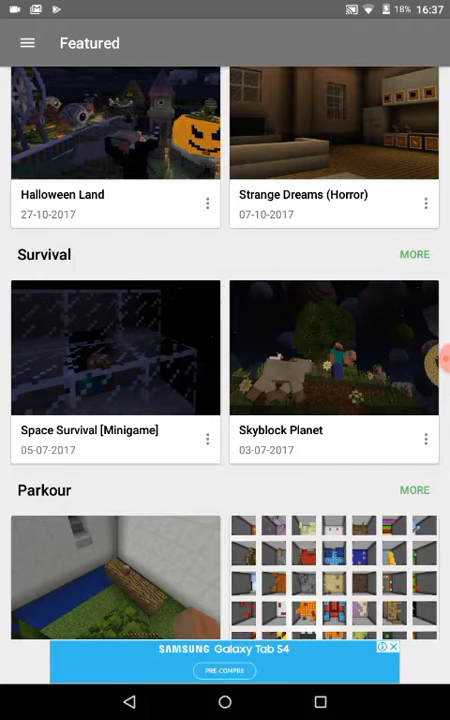 18% 16:37
Featured
Halloween Land
27-10-2017
Strange Dreams (Horror)
07-10-2017
Survival MORE
Space Survival [Minigame]
05-07-2017
Skyblock Planet
03-07-2017
Parkour MORE
SAMSUNG Galaxy Tab S4
PRÉ-COMPRE